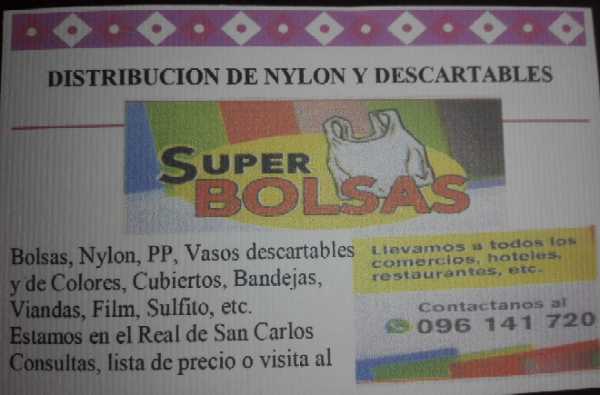 DISTRIBUCION DE NYLON Y DESCARTABLES
SUPER
BOLSAS
Bolsas, Nylon, PP, Vasos descartables
y de Colores, Cubiertos, Bandejas,
Viandas, Film, Sulfito, etc.
Estamos en el Real de San Carlos
Consultas, lista de precio o visita al
Llevamos a todos los
comercios, hoteles,
restaurantes, etc.
Contactanos al
096 141 720